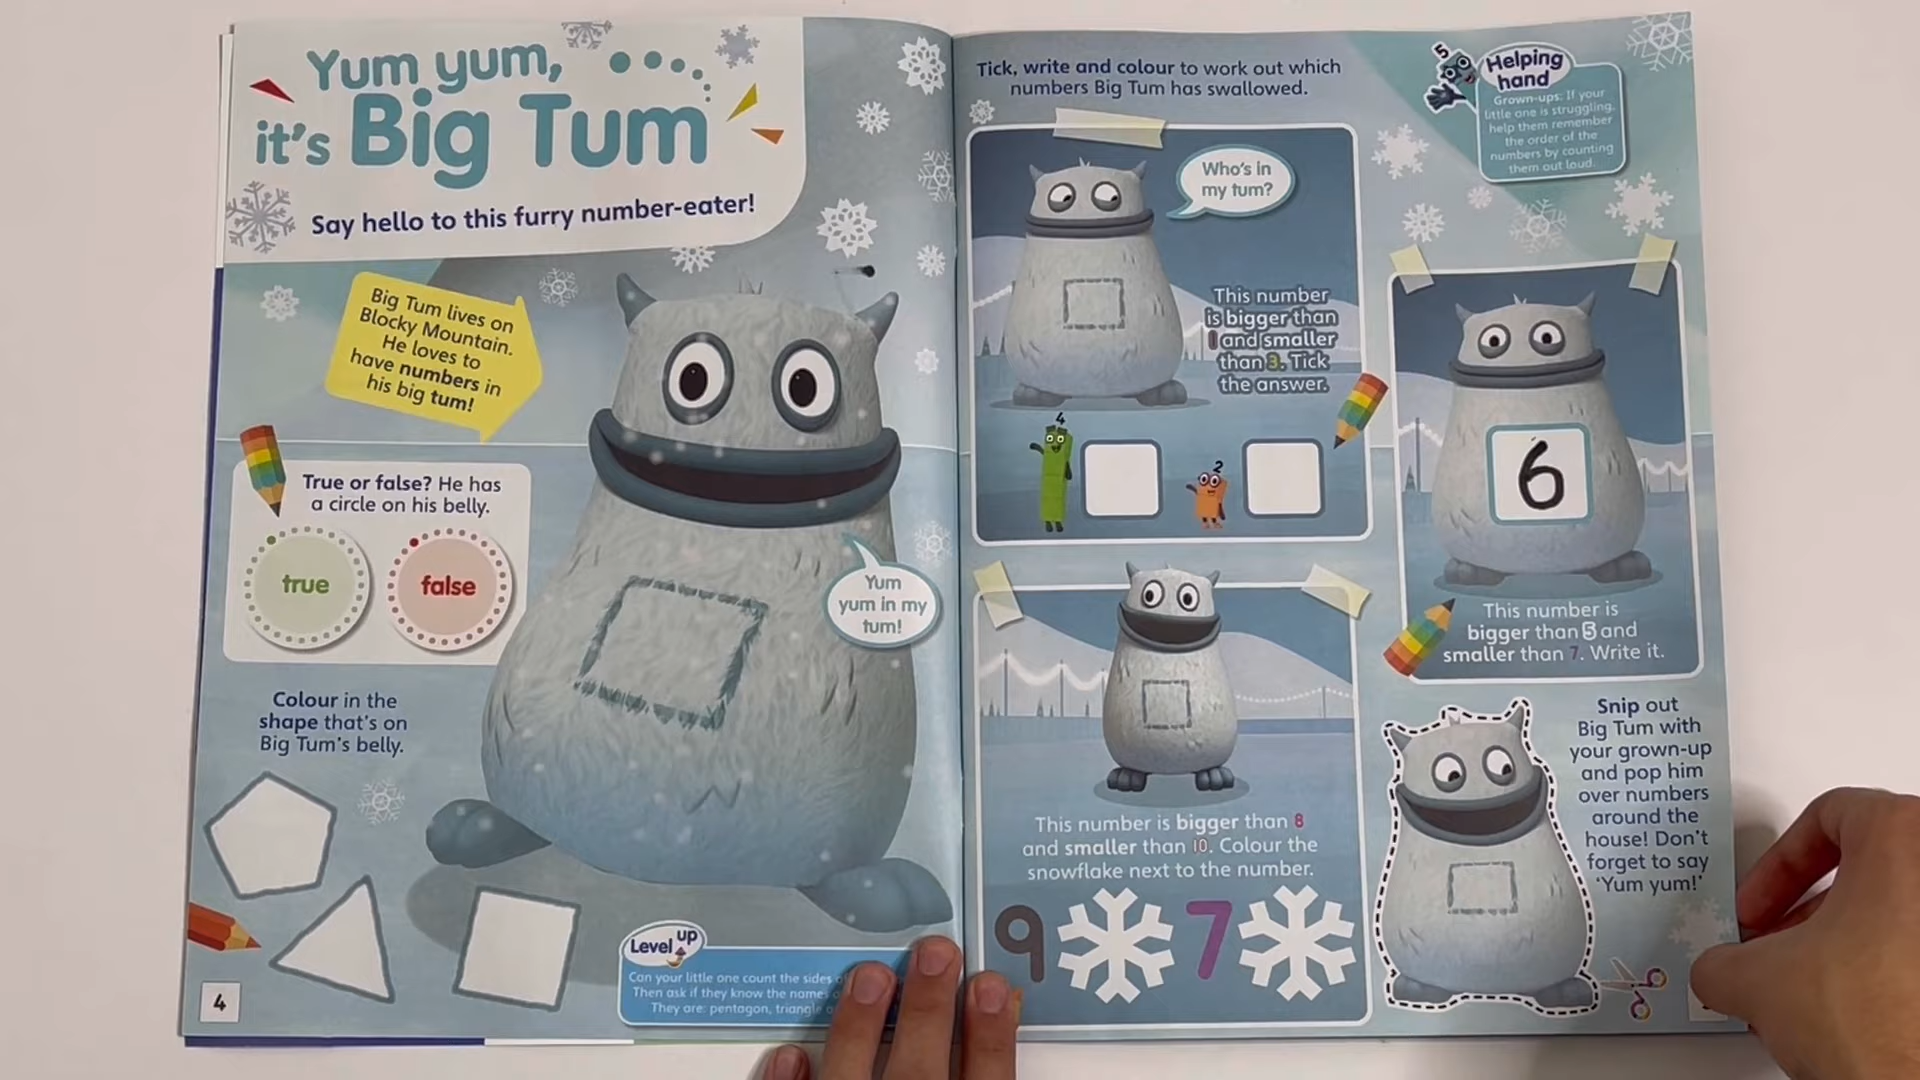 Yum yum,
it's Big Tum
Say hello to this furry number-eater!
Big Tum lives on
Blocky Mountain.
He loves to
have numbers in
his big tum!
True or false? He has
a circle on his belly.
true
false
Yum
yum in my
tum!
Colour in the
shape that's on
Big Tum's belly.
Level up
Can your little one count the sides
Then ask if they know the names
They are: pentagon, triangle
4
Tick, write and colour to work out which
numbers Big Tum has swallowed.
5
Helping
hand
Grown-ups: If your
little one is struggling,
help them remember
the order of the
numbers by counting
them out loud.
Who's in
my tum?
This number
is bigger than
1 and smaller
than 3. Tick
the answer.
4
2
6
This number is
bigger than 5 and
smaller than 7. Write it.
This number is bigger than 8
and smaller than 10. Colour the
snowflake next to the number.
9 7
Snip out
Big Tum with
your grown-up
and pop him
over numbers
around the
house! Don't
forget to say
'Yum yum!'